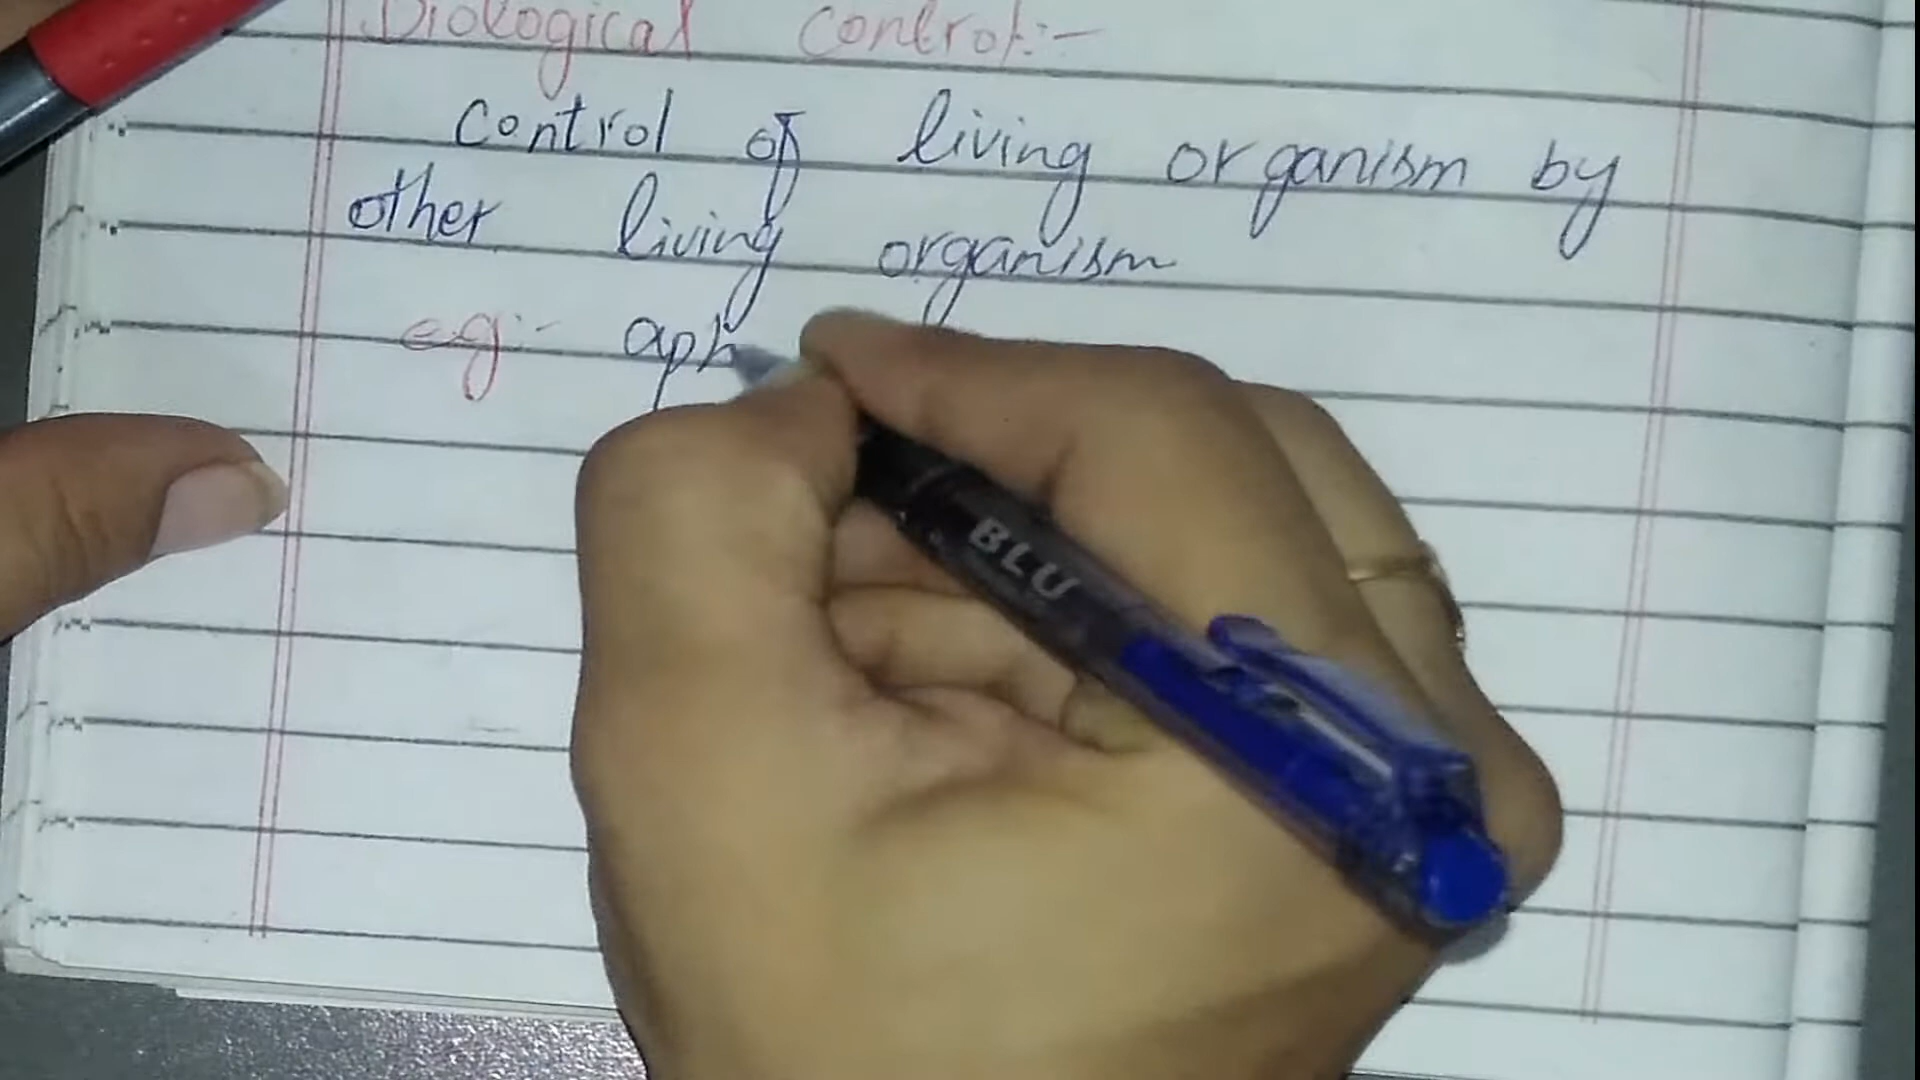 Biological control:-
control of living organism by
other living organism
eg:- aph
BLU